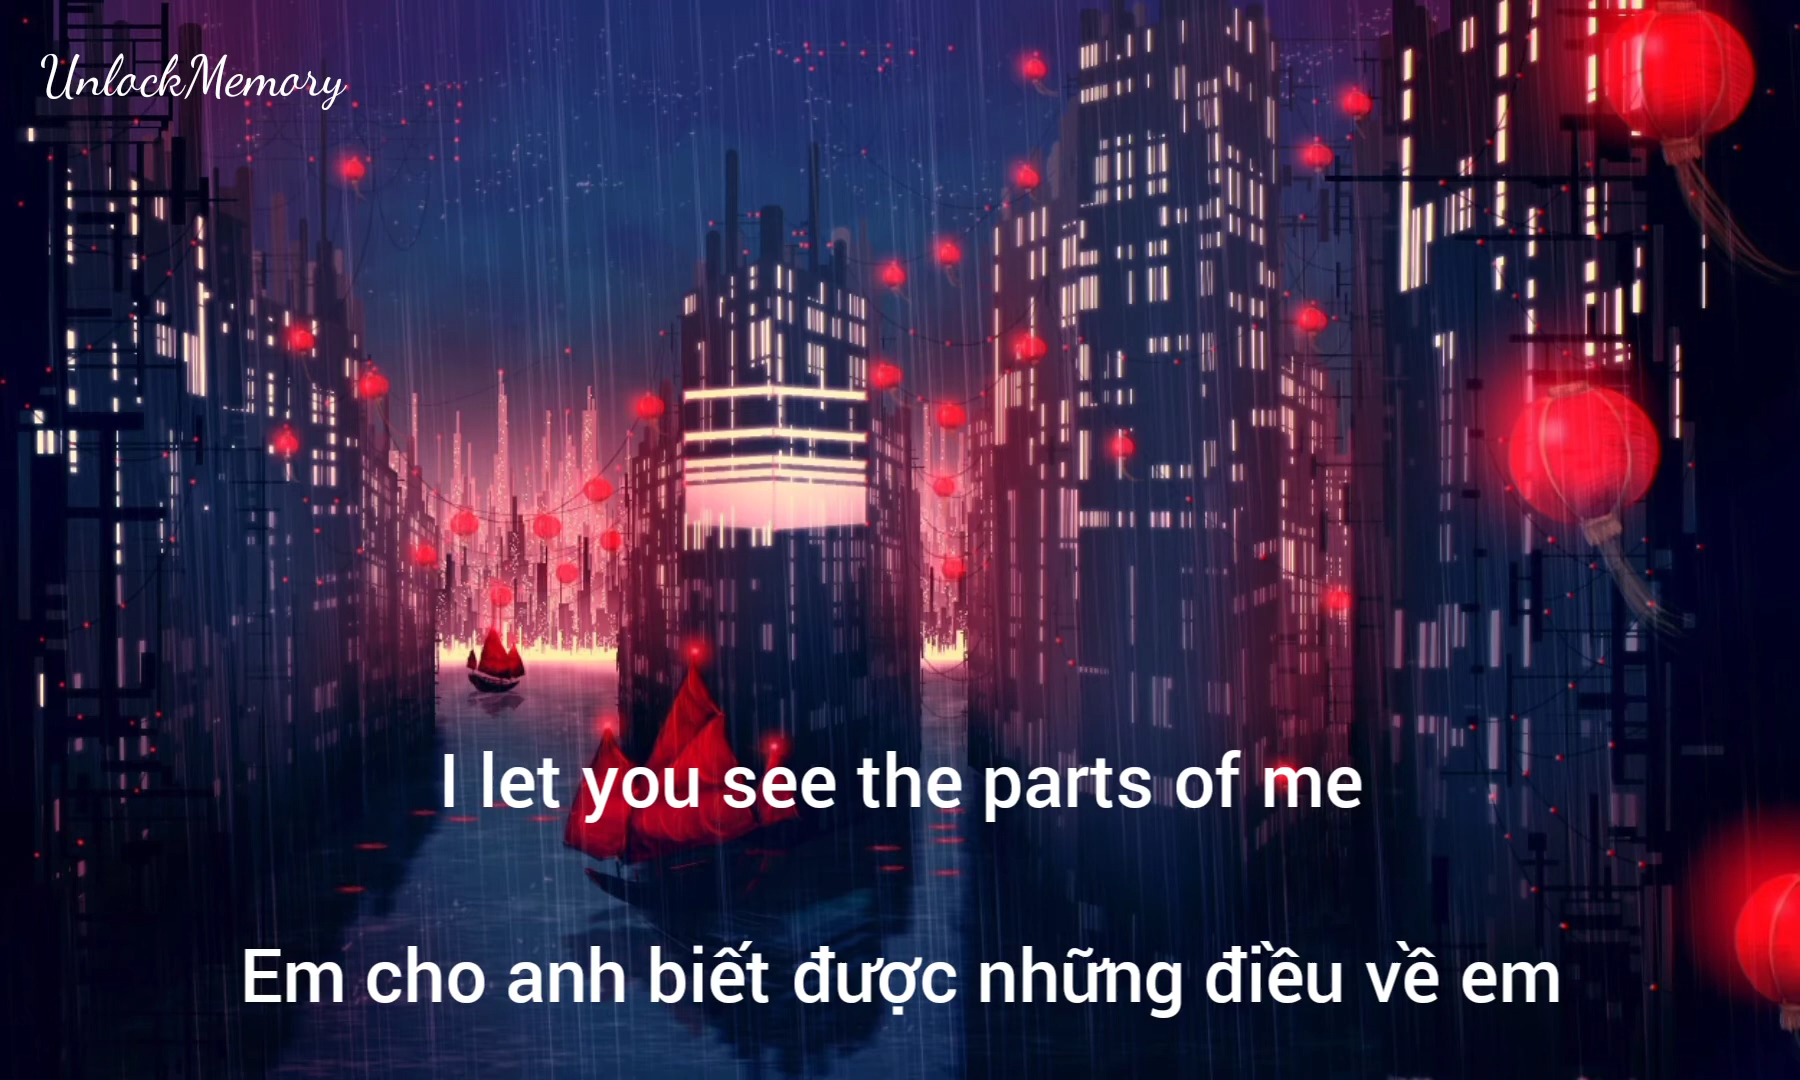 UnlockMemory
I let you see the parts of me
Em cho anh biết được những điều về em